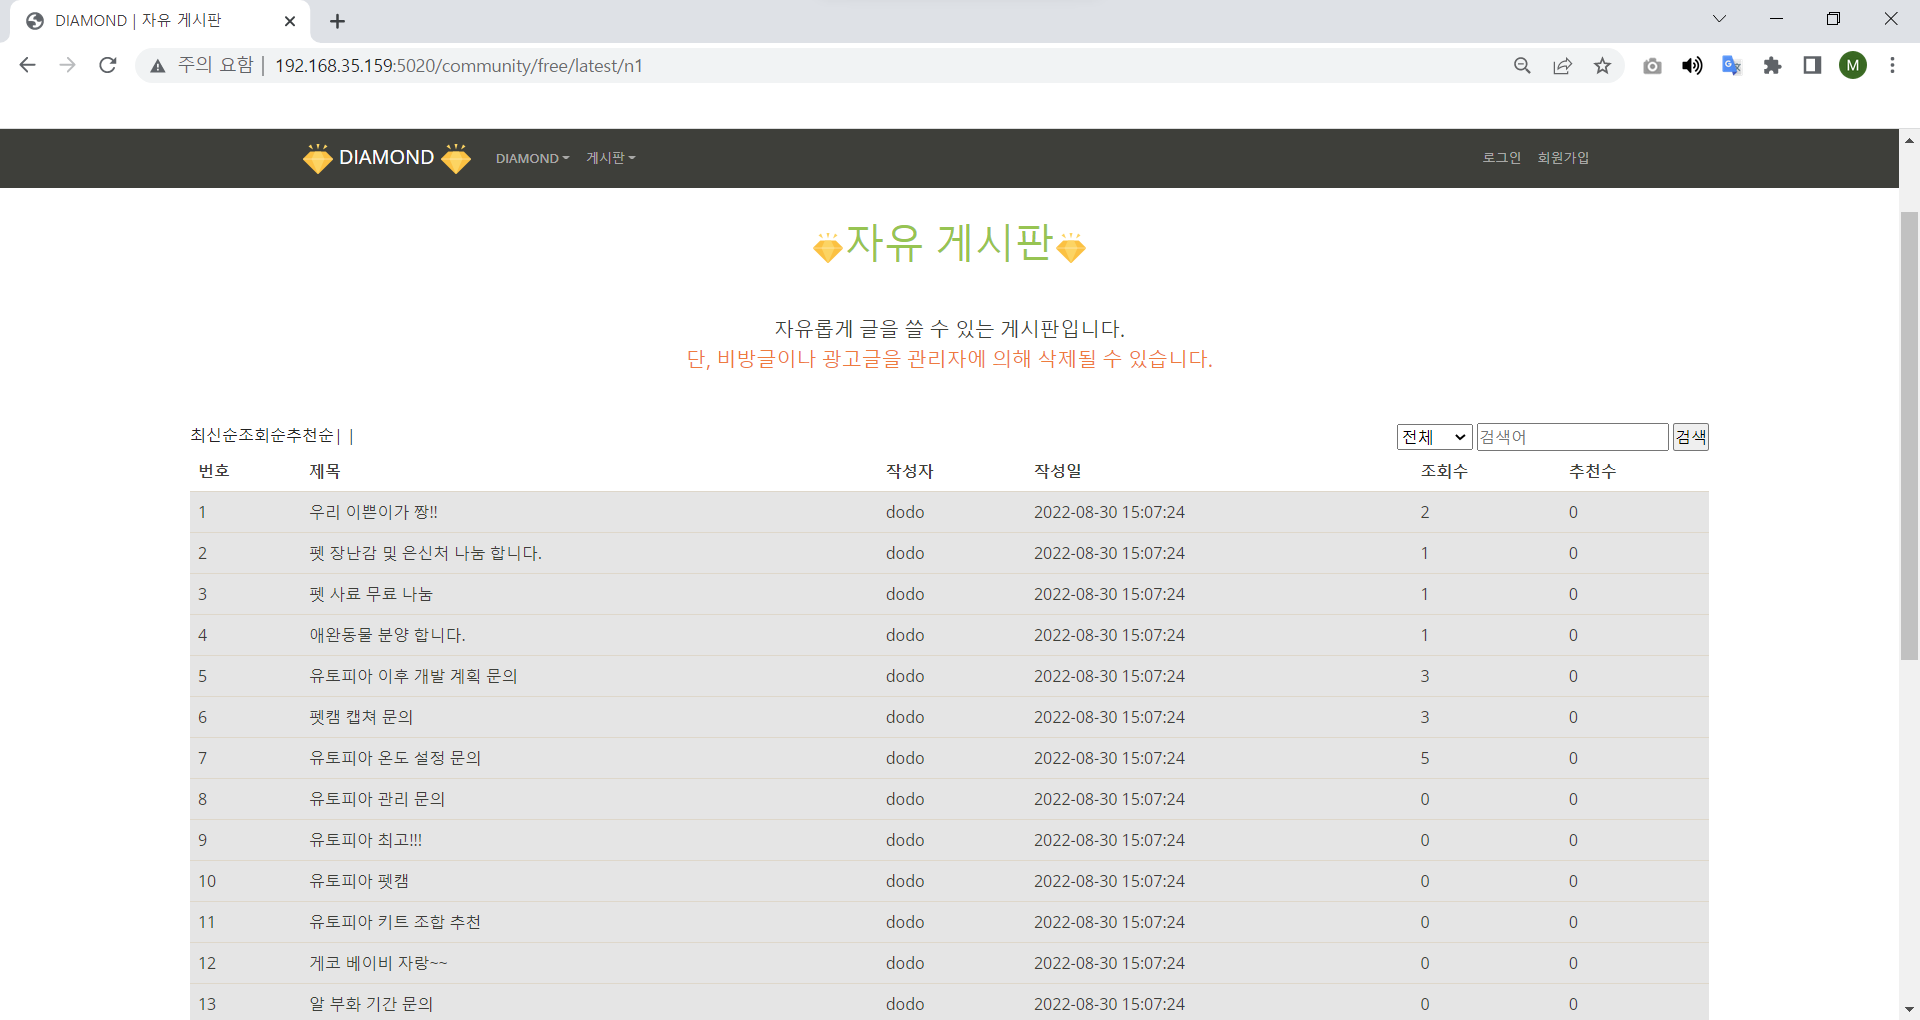 DIAMOND | 자유 게시판
주의 요함 | 192.168.35.159:5020/community/free/latest/n1
M
DIAMOND DIAMOND 게시판 로그인 회원가입
자유 게시판
자유롭게 글을 쓸 수 있는 게시판입니다.
단, 비방글이나 광고글을 관리자에 의해 삭제될 수 있습니다.
최신순조회순추천순| | 전체 검색어 검색
번호 제목 작성자 작성일 조회수 추천수
1 우리 이쁜이가 짱!! dodo 2022-08-30 15:07:24 2 0
2 펫 장난감 및 은신처 나눔 합니다. dodo 2022-08-30 15:07:24 1 0
3 펫 사료 무료 나눔 dodo 2022-08-30 15:07:24 1 0
4 애완동물 분양 합니다. dodo 2022-08-30 15:07:24 1 0
5 유토피아 이후 개발 계획 문의 dodo 2022-08-30 15:07:24 3 0
6 펫캠 캡쳐 문의 dodo 2022-08-30 15:07:24 3 0
7 유토피아 온도 설정 문의 dodo 2022-08-30 15:07:24 5 0
8 유토피아 관리 문의 dodo 2022-08-30 15:07:24 0 0
9 유토피아 최고!!! dodo 2022-08-30 15:07:24 0 0
10 유토피아 펫캠 dodo 2022-08-30 15:07:24 0 0
11 유토피아 키트 조합 추천 dodo 2022-08-30 15:07:24 0 0
12 게코 베이비 자랑~~ dodo 2022-08-30 15:07:24 0 0
13 알 부화 기간 문의 dodo 2022-08-30 15:07:24 0 0